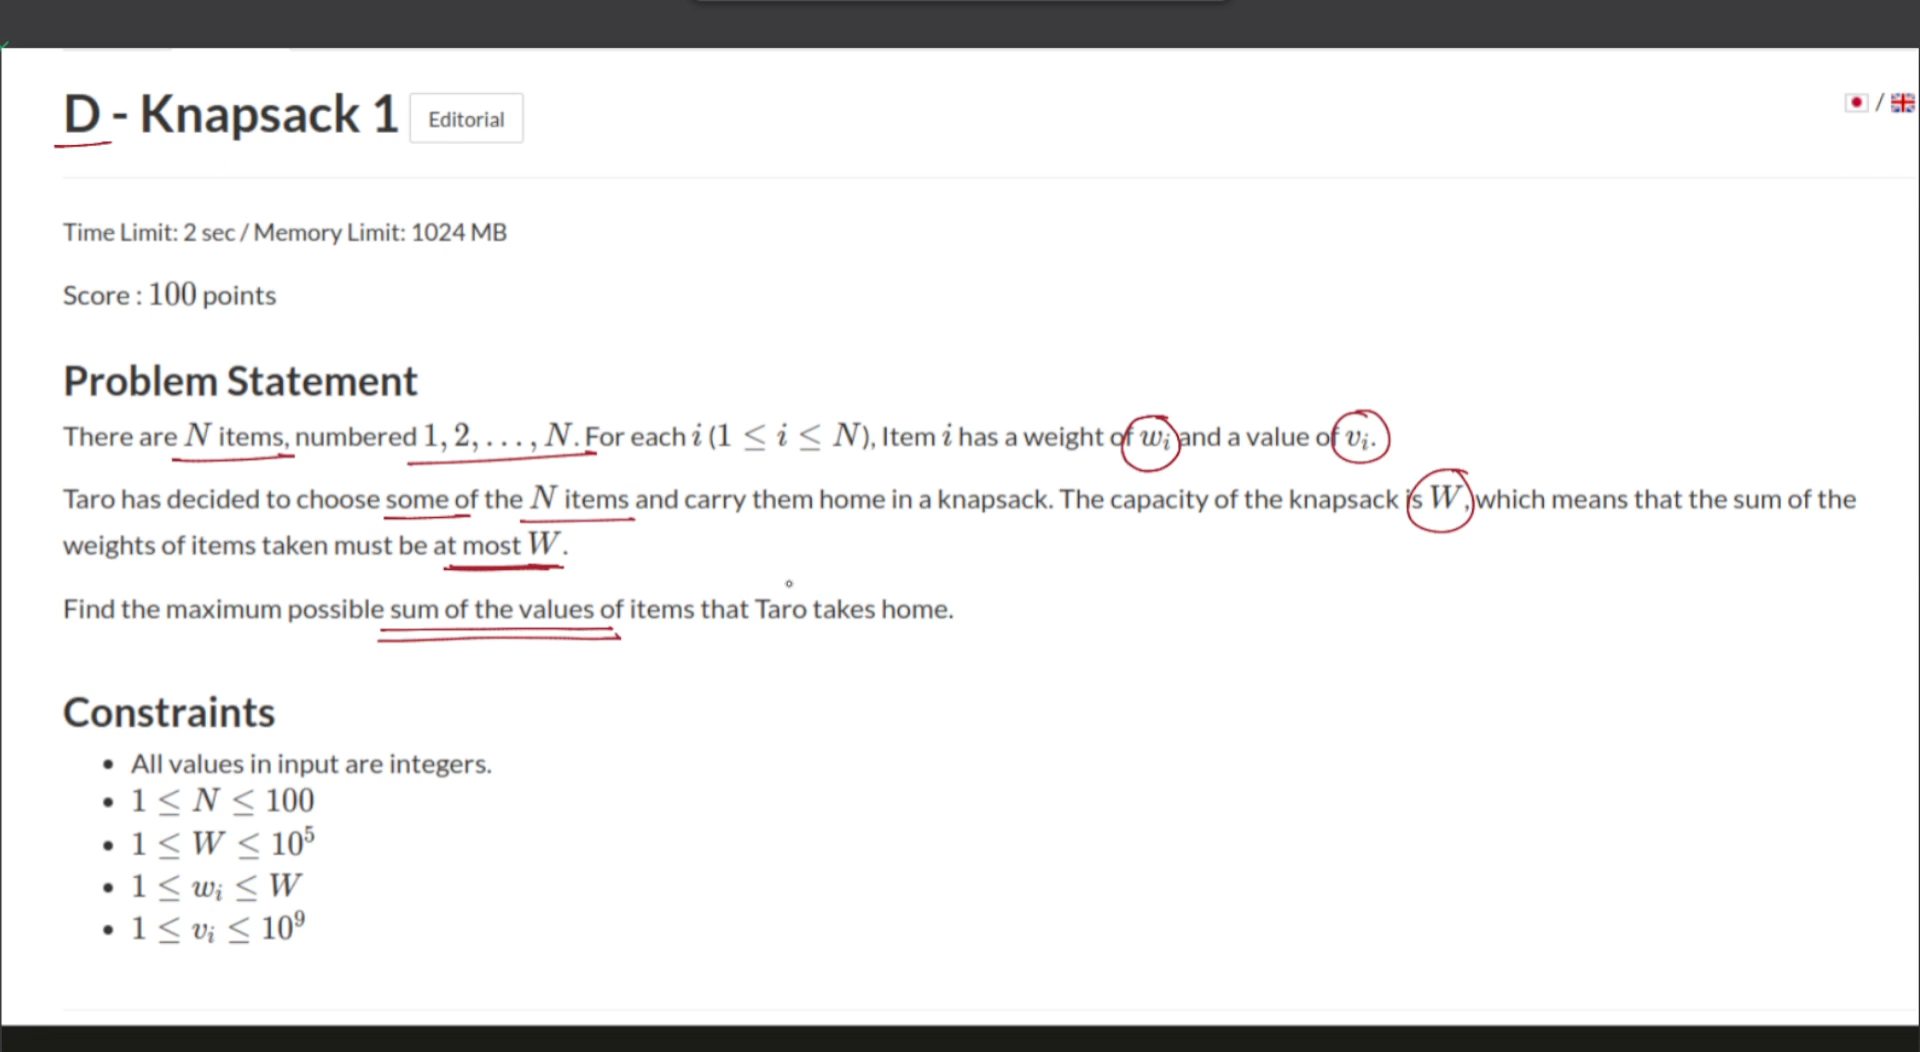 D - Knapsack 1 Editorial
/
Time Limit: 2 sec / Memory Limit: 1024 MB
Score : 100 points
Problem Statement
There are N items, numbered 1, 2, . . . , N. For each i (1 ≤ i ≤ N), Item i has a weight of wᵢ and a value of vᵢ.
Taro has decided to choose some of the N items and carry them home in a knapsack. The capacity of the knapsack is W, which means that the sum of the
weights of items taken must be at most W.
Find the maximum possible sum of the values of items that Taro takes home.
Constraints
• All values in input are integers.
• 1 ≤ N ≤ 100
• 1 ≤ W ≤ 10⁵
• 1 ≤ wᵢ ≤ W
• 1 ≤ vᵢ ≤ 10⁹